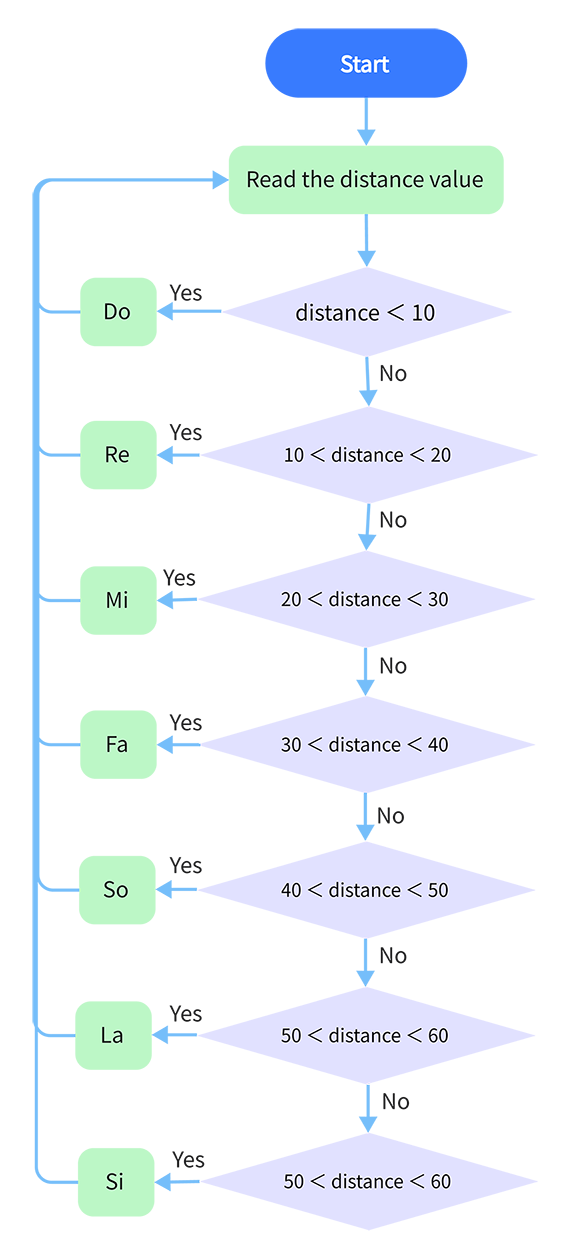 Start
Read the distance value
Yes
Do
distance < 10
No
Yes
Re
10 < distance < 20
No
Yes
Mi
20 < distance < 30
No
Yes
Fa
30 < distance < 40
No
Yes
So
40 < distance < 50
No
Yes
La
50 < distance < 60
No
Yes
Si
50 < distance < 60